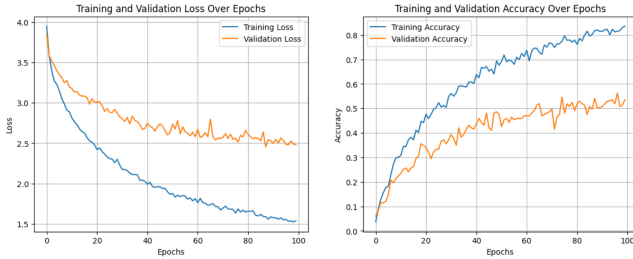 Training and Validation Loss Over Epochs
Training Loss
Validation Loss
4.0
3.5
3.0
2.5
2.0
1.5
Loss
0
20
40
60
80
100
Epochs
Training and Validation Accuracy Over Epochs
Training Accuracy
Validation Accuracy
0.8
0.7
0.6
0.5
0.4
0.3
0.2
0.1
0.0
Accuracy
0
20
40
60
80
100
Epochs